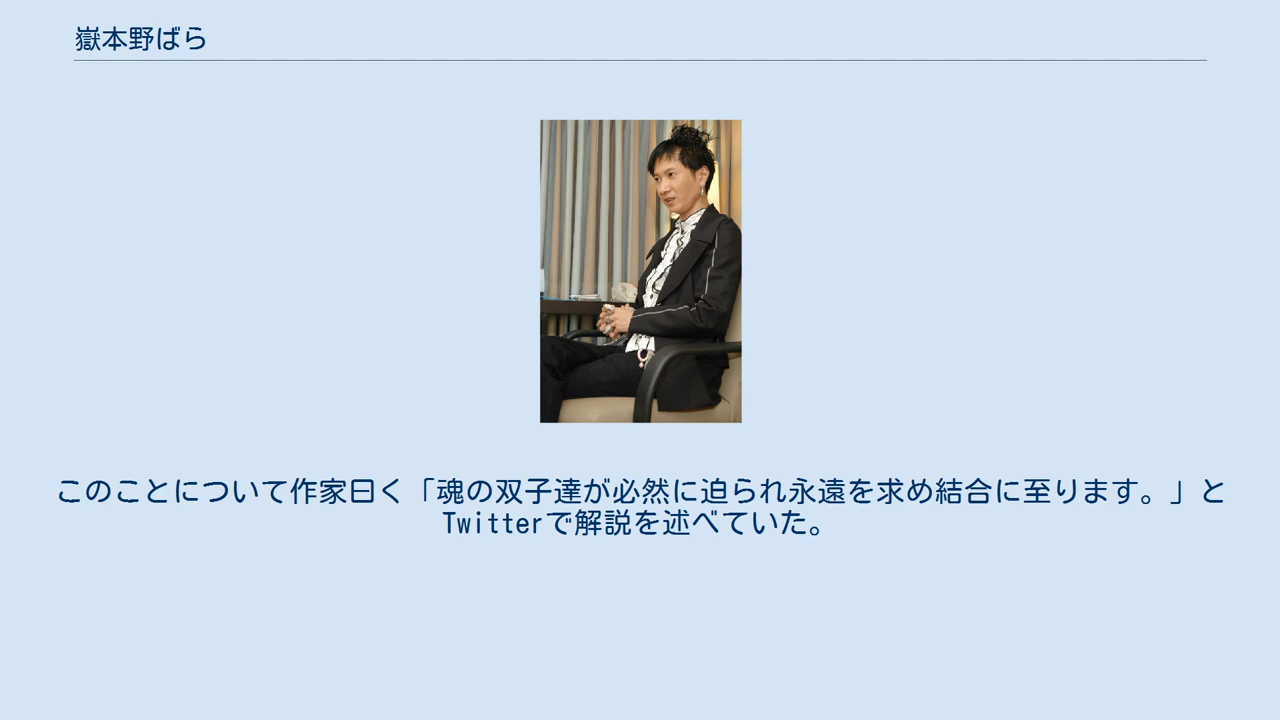 嶽本野ばら
このことについて作家曰く「魂の双子達が必然に迫られ永遠を求め結合に至ります。」と
Twitterで解説を述べていた。